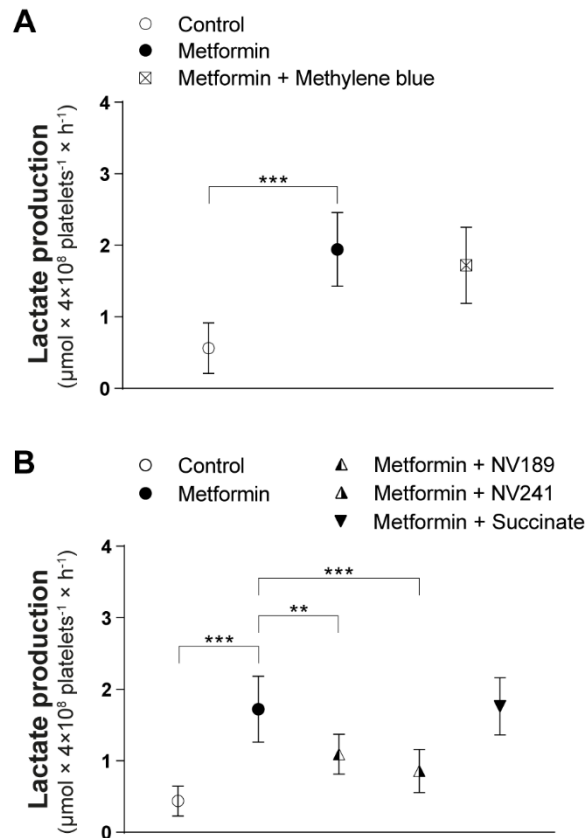 A
Control
Metformin
Metformin + Methylene blue
Lactate production
(μmol × 4×10⁸ platelets⁻¹ × h⁻¹)
4
3
2
1
0
***
B
Control
Metformin
Metformin + NV189
Metformin + NV241
Metformin + Succinate
Lactate production
(μmol × 4×10⁸ platelets⁻¹ × h⁻¹)
4
3
2
1
0
***
**
***